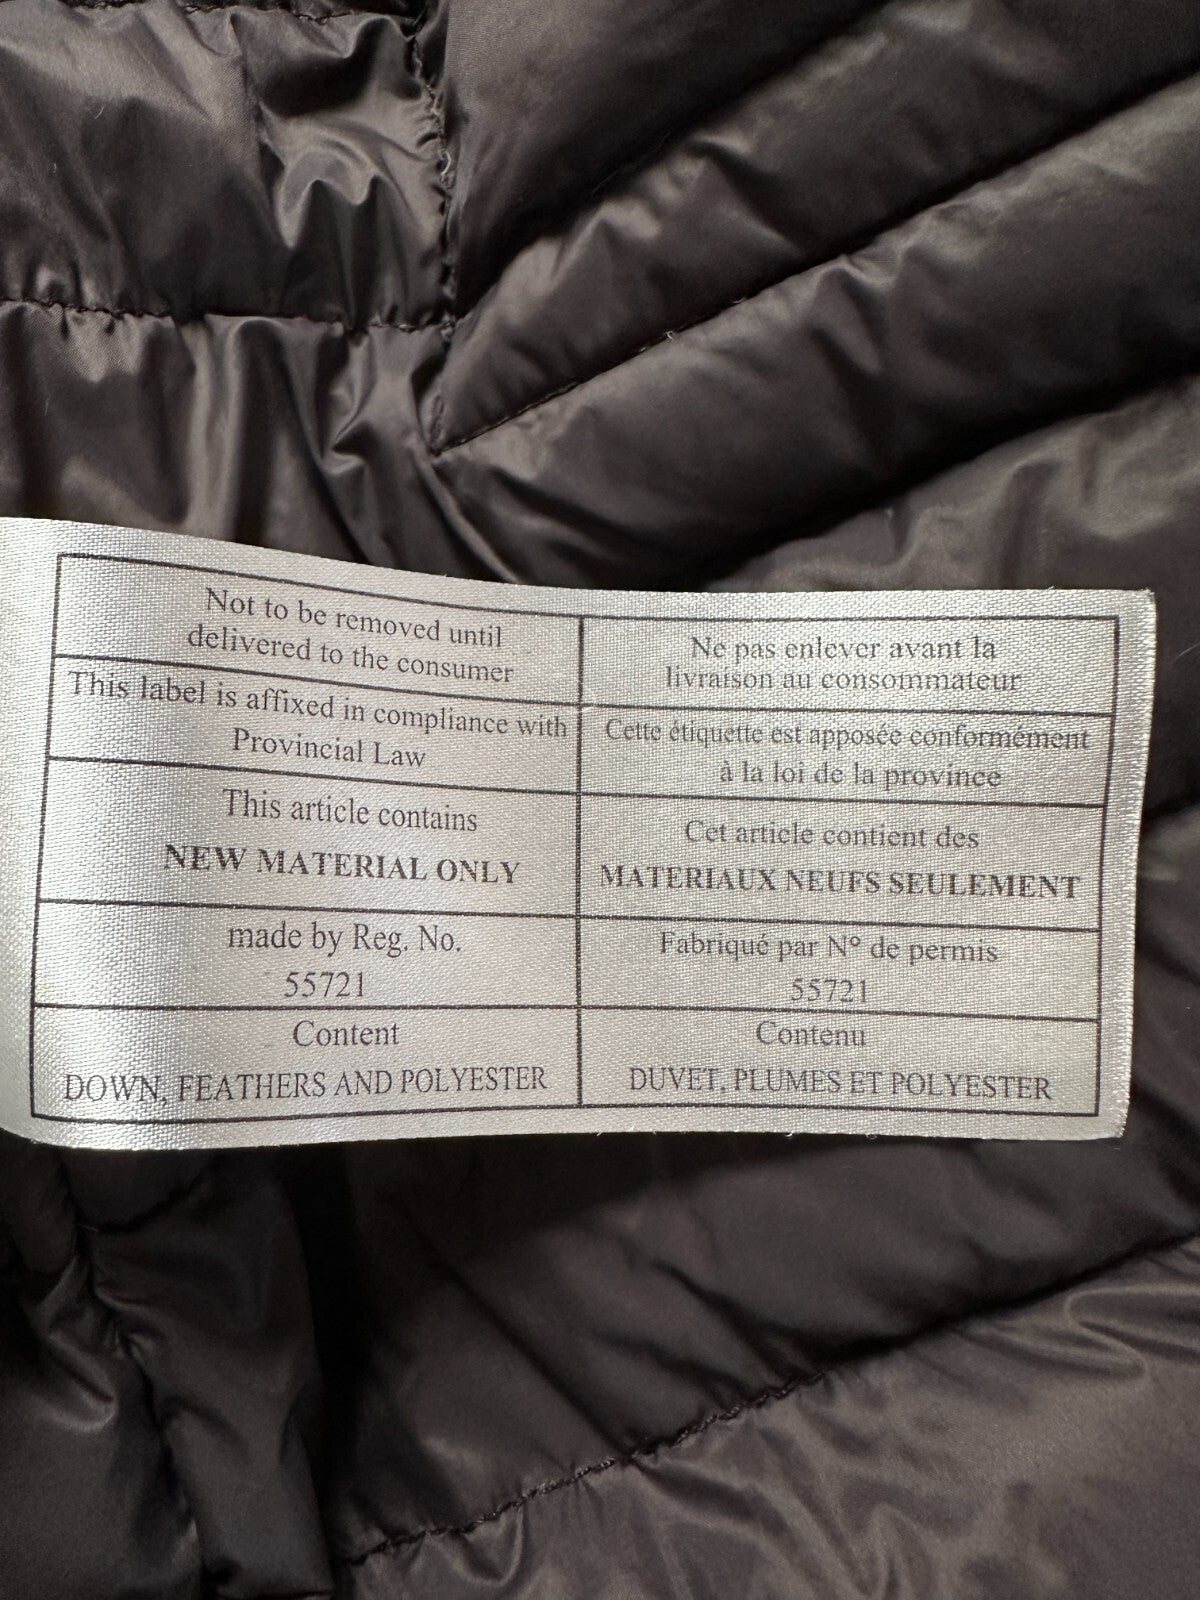 Not to be removed until
delivered to the consumer
This label is affixed in compliance with
Provincial Law
This article contains
NEW MATERIAL ONLY
made by Reg. No.
55721
Content
DOWN, FEATHERS AND POLYESTER
Ne pas enlever avant la
livraison au consommateur
Cette étiquette est apposée conformément
à la loi de la province
Cet article contient des
MATERIAUX NEUFS SEULEMENT
Fabriqué par N° de permis
55721
Contenu
DUVET, PLUMES ET POLYESTER